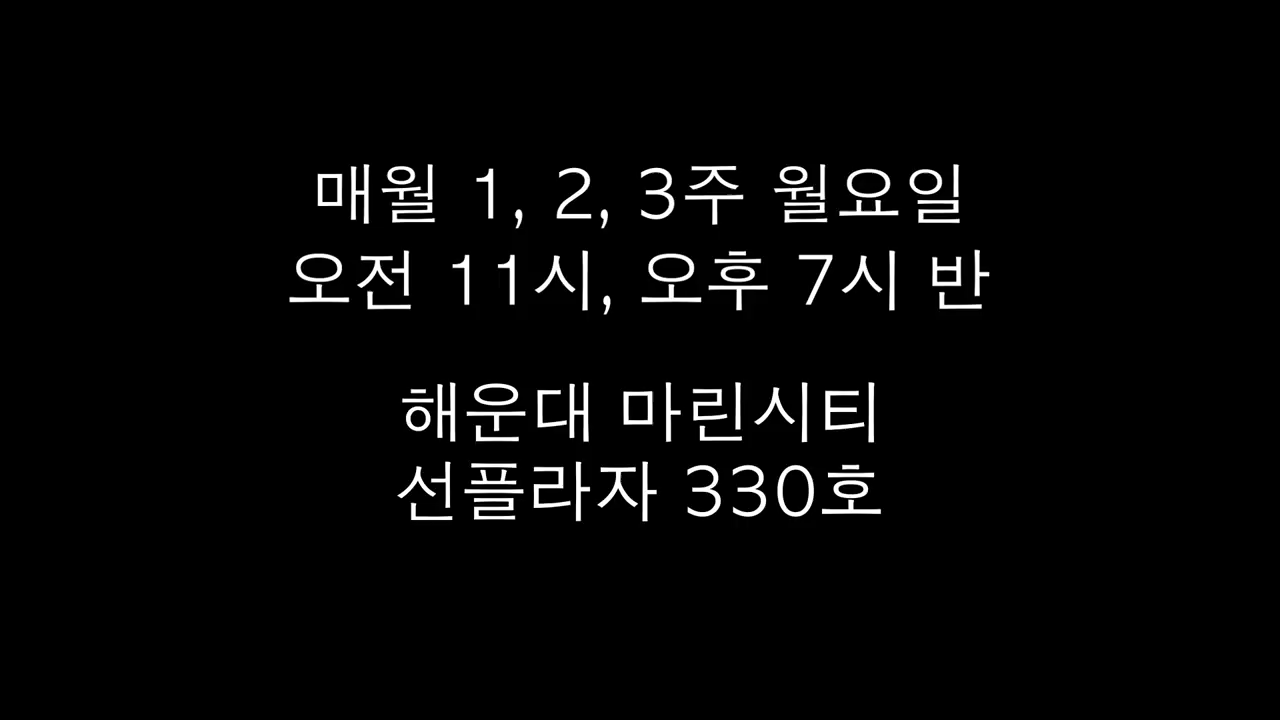 매월 1, 2, 3주 월요일
오전 11시, 오후 7시 반
해운대 마린시티
선플라자 330호